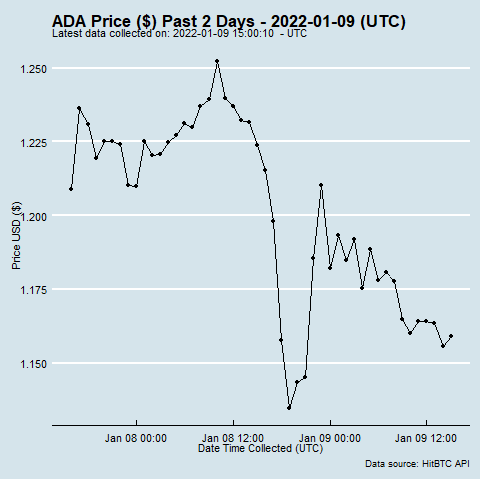 ADA Price ($) Past 2 Days - 2022-01-09 (UTC)
Latest data collected on: 2022-01-09 15:00:10 - UTC
1.250
1.225
1.200
1.175
1.150
Price USD ($)
Jan 08 00:00 Jan 08 12:00 Jan 09 00:00 Jan 09 12:00
Date Time Collected (UTC)
Data source: HitBTC API